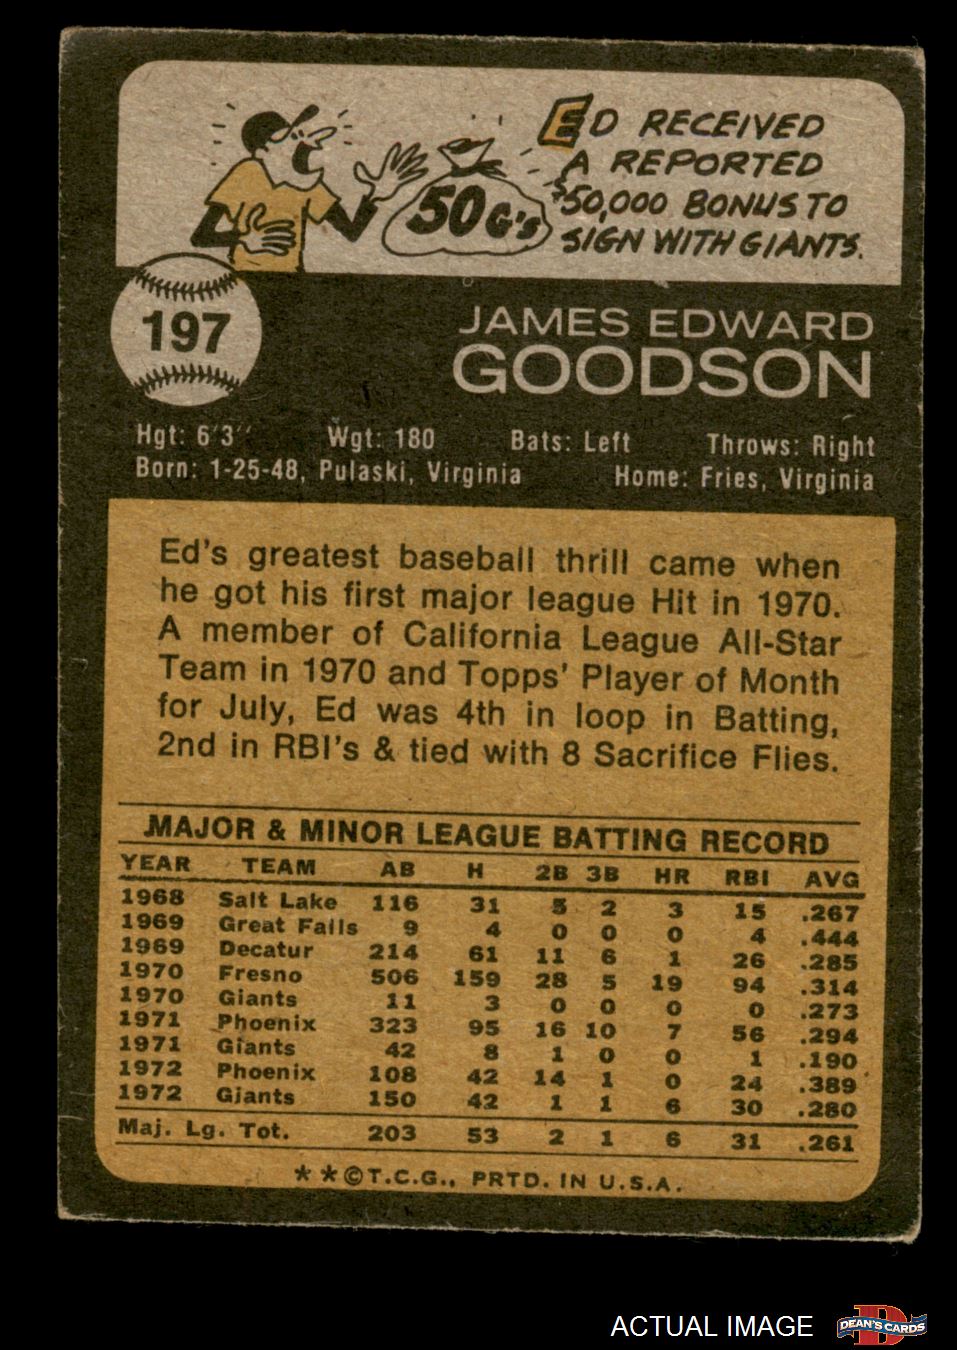 ED RECEIVED
A REPORTED
$50,000 BONUS TO
SIGN WITH GIANTS.
50 G's
197
JAMES EDWARD
GOODSON
Hgt: 6'3" Wgt: 180 Bats: Left Throws: Right
Born: 1-25-48, Pulaski, Virginia Home: Fries, Virginia
Ed's greatest baseball thrill came when
he got his first major league Hit in 1970.
A member of California League All-Star
Team in 1970 and Topps' Player of Month
for July, Ed was 4th in loop in Batting,
2nd in RBI's & tied with 8 Sacrifice Flies.
MAJOR & MINOR LEAGUE BATTING RECORD
YEAR TEAM AB H 2B 3B HR RBI AVG
1968 Salt Lake 116 31 5 2 3 15 .267
1969 Great Falls 9 4 0 0 0 4 .444
1969 Decatur 214 61 11 6 1 26 .285
1970 Fresno 506 159 28 5 19 94 .314
1970 Giants 11 3 0 0 0 0 .273
1971 Phoenix 323 95 16 10 7 56 .294
1971 Giants 42 8 1 0 0 1 .190
1972 Phoenix 108 42 14 1 0 24 .389
1972 Giants 150 42 1 1 6 30 .280
Maj. Lg. Tot. 203 53 2 1 6 31 .261
**©T.C.G., PRTD. IN U.S.A.
ACTUAL IMAGE
D
DEAN'S CARDS